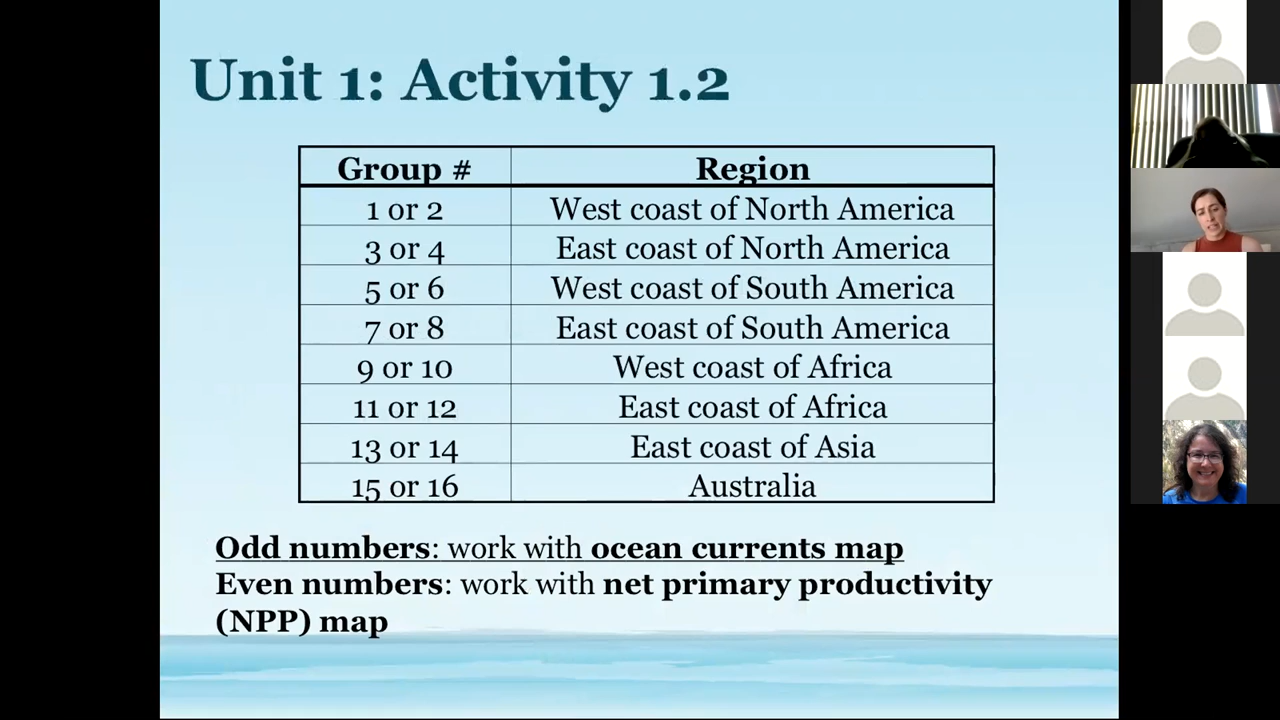 Unit 1: Activity 1.2
Group # Region
1 or 2 West coast of North America
3 or 4 East coast of North America
5 or 6 West coast of South America
7 or 8 East coast of South America
9 or 10 West coast of Africa
11 or 12 East coast of Africa
13 or 14 East coast of Asia
15 or 16 Australia
Odd numbers: work with ocean currents map
Even numbers: work with net primary productivity
(NPP) map